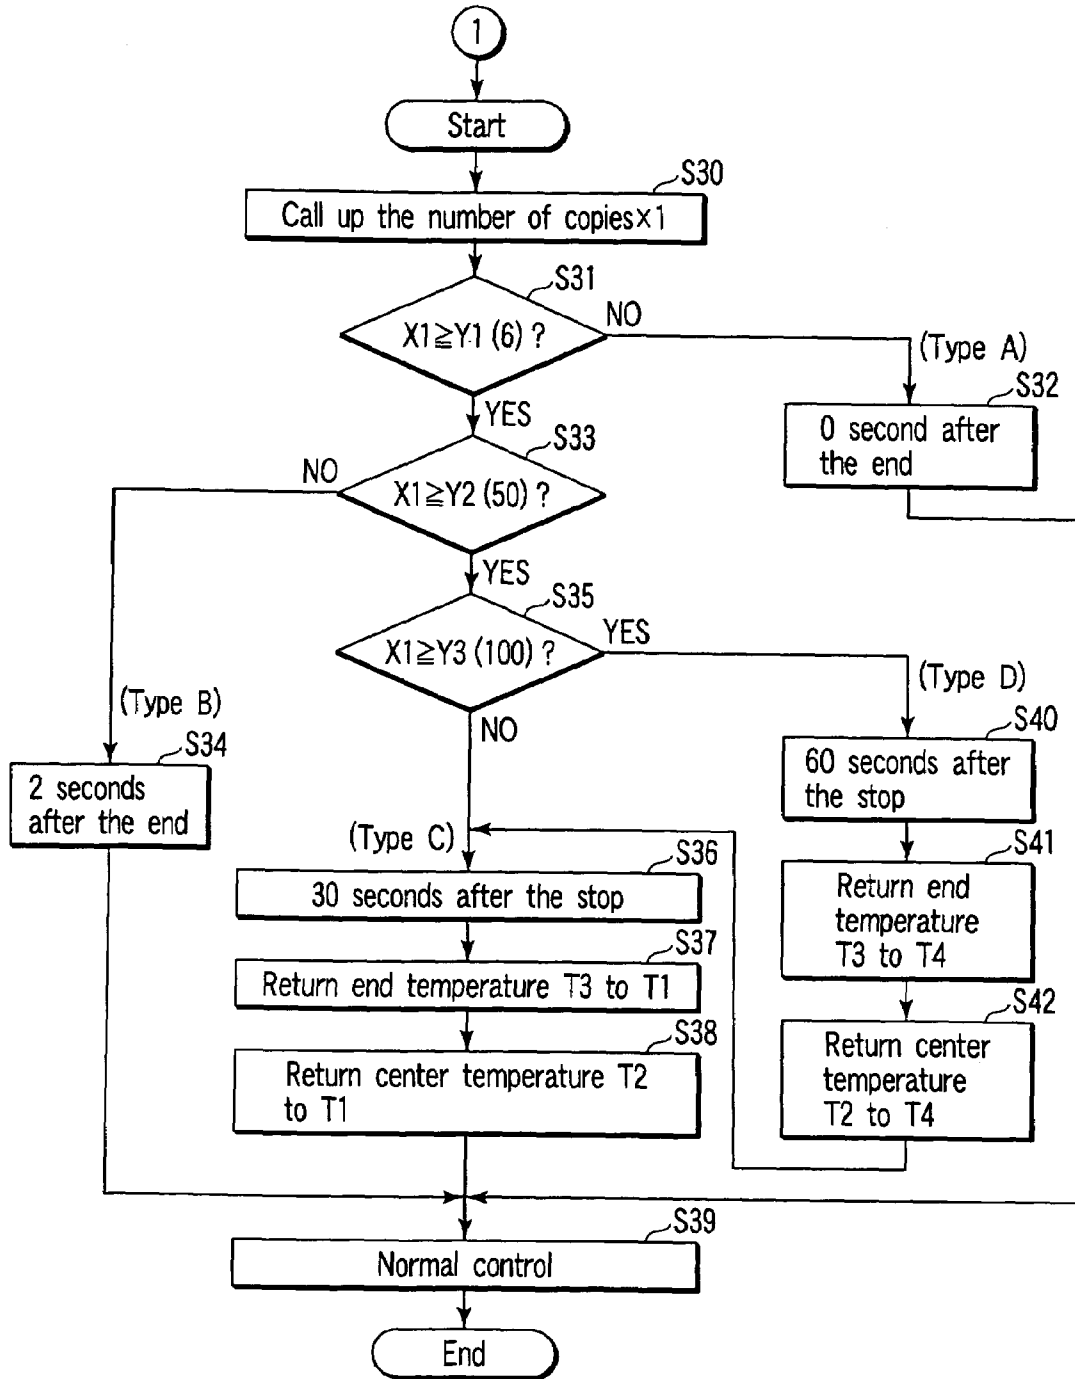 1
Start
S30
Call up the number of copies×1
S31
X1≧Y1 (6) ?
NO
(Type A)
S32
0 second after
the end
YES
S33
NO
X1≧Y2 (50) ?
YES
S35
X1≧Y3 (100) ?
YES
(Type D)
S40
60 seconds after
the stop
NO
(Type B)
S34
2 seconds
after the end
(Type C)
S36
30 seconds after the stop
S41
Return end
temperature
T3 to T4
S37
Return end temperature T3 to T1
S42
Return center
temperature
T2 to T4
S38
Return center temperature T2
to T1
S39
Normal control
End